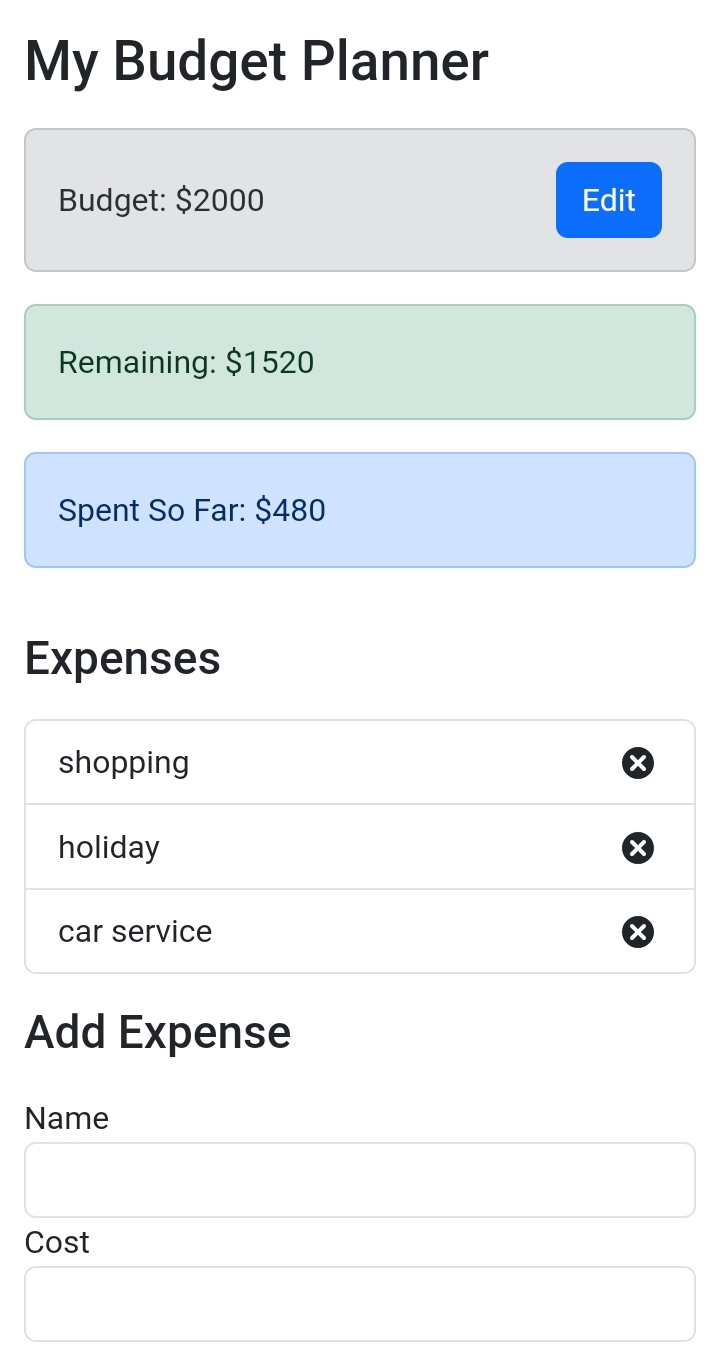 My Budget Planner
Budget: $2000
Edit
Remaining: $1520
Spent So Far: $480
Expenses
shopping
holiday
car service
Add Expense
Name
Cost